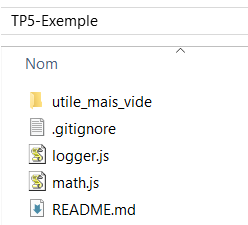 TP5-Exemple
Nom
utile_mais_vide
.gitignore
logger.js
math.js
README.md